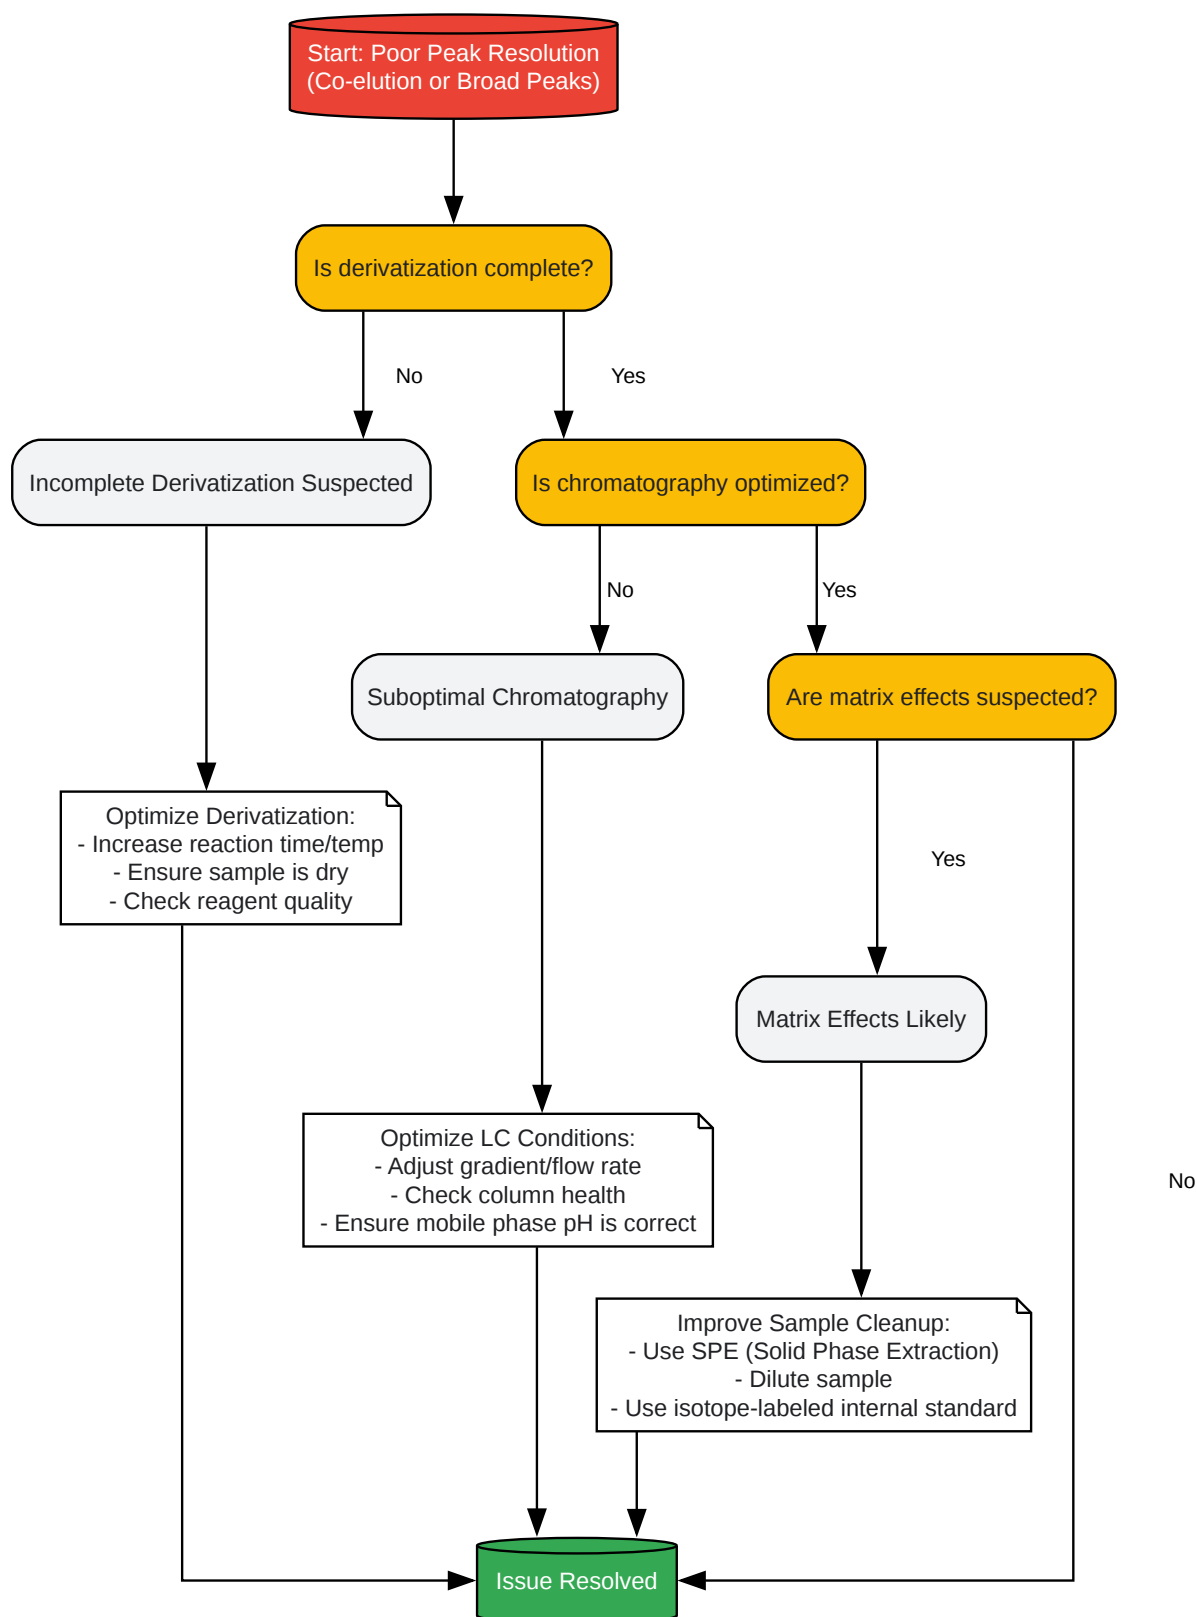 Start: Poor Peak Resolution
(Co-elution or Broad Peaks)
Is derivatization complete?
No
Yes
Incomplete Derivatization Suspected
Is chromatography optimized?
No
Yes
Suboptimal Chromatography
Are matrix effects suspected?
Optimize Derivatization:
- Increase reaction time/temp
- Ensure sample is dry
- Check reagent quality
Yes
Matrix Effects Likely
Optimize LC Conditions:
- Adjust gradient/flow rate
- Check column health
- Ensure mobile phase pH is correct
No
Improve Sample Cleanup:
- Use SPE (Solid Phase Extraction)
- Dilute sample
- Use isotope-labeled internal standard
Issue Resolved